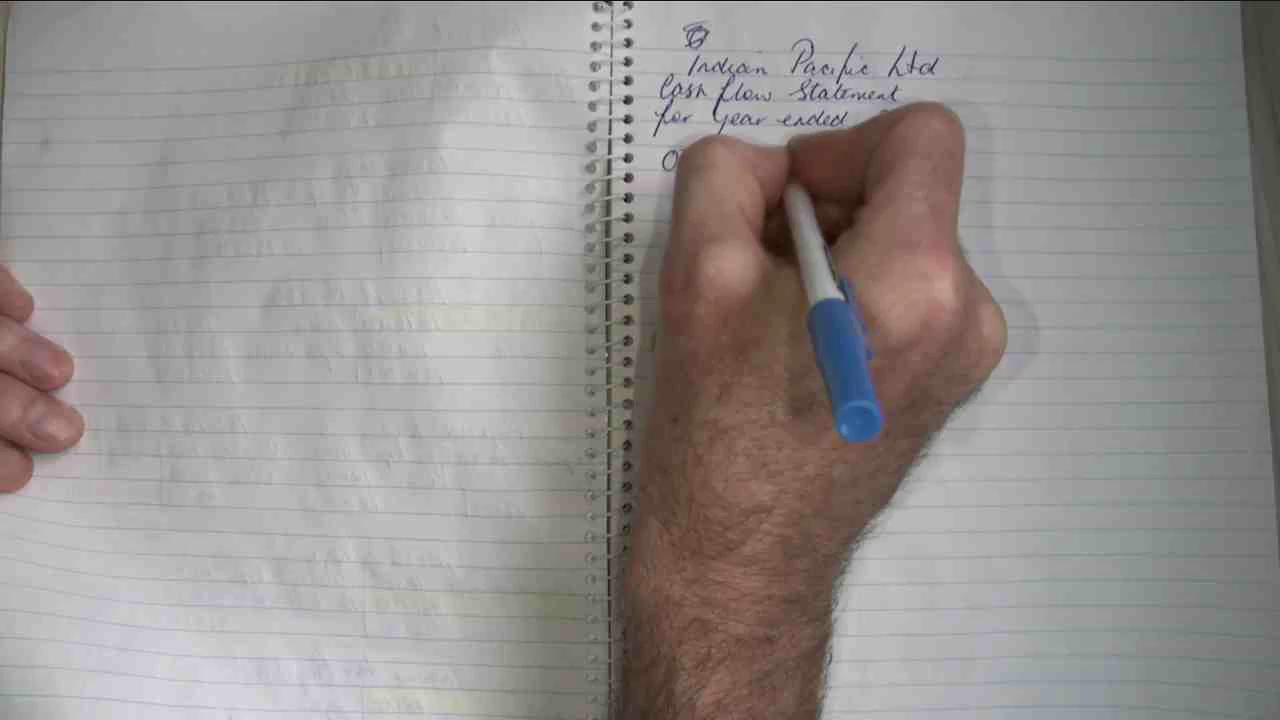 Indian Pacific Ltd
Cash flow Statement
for year ended